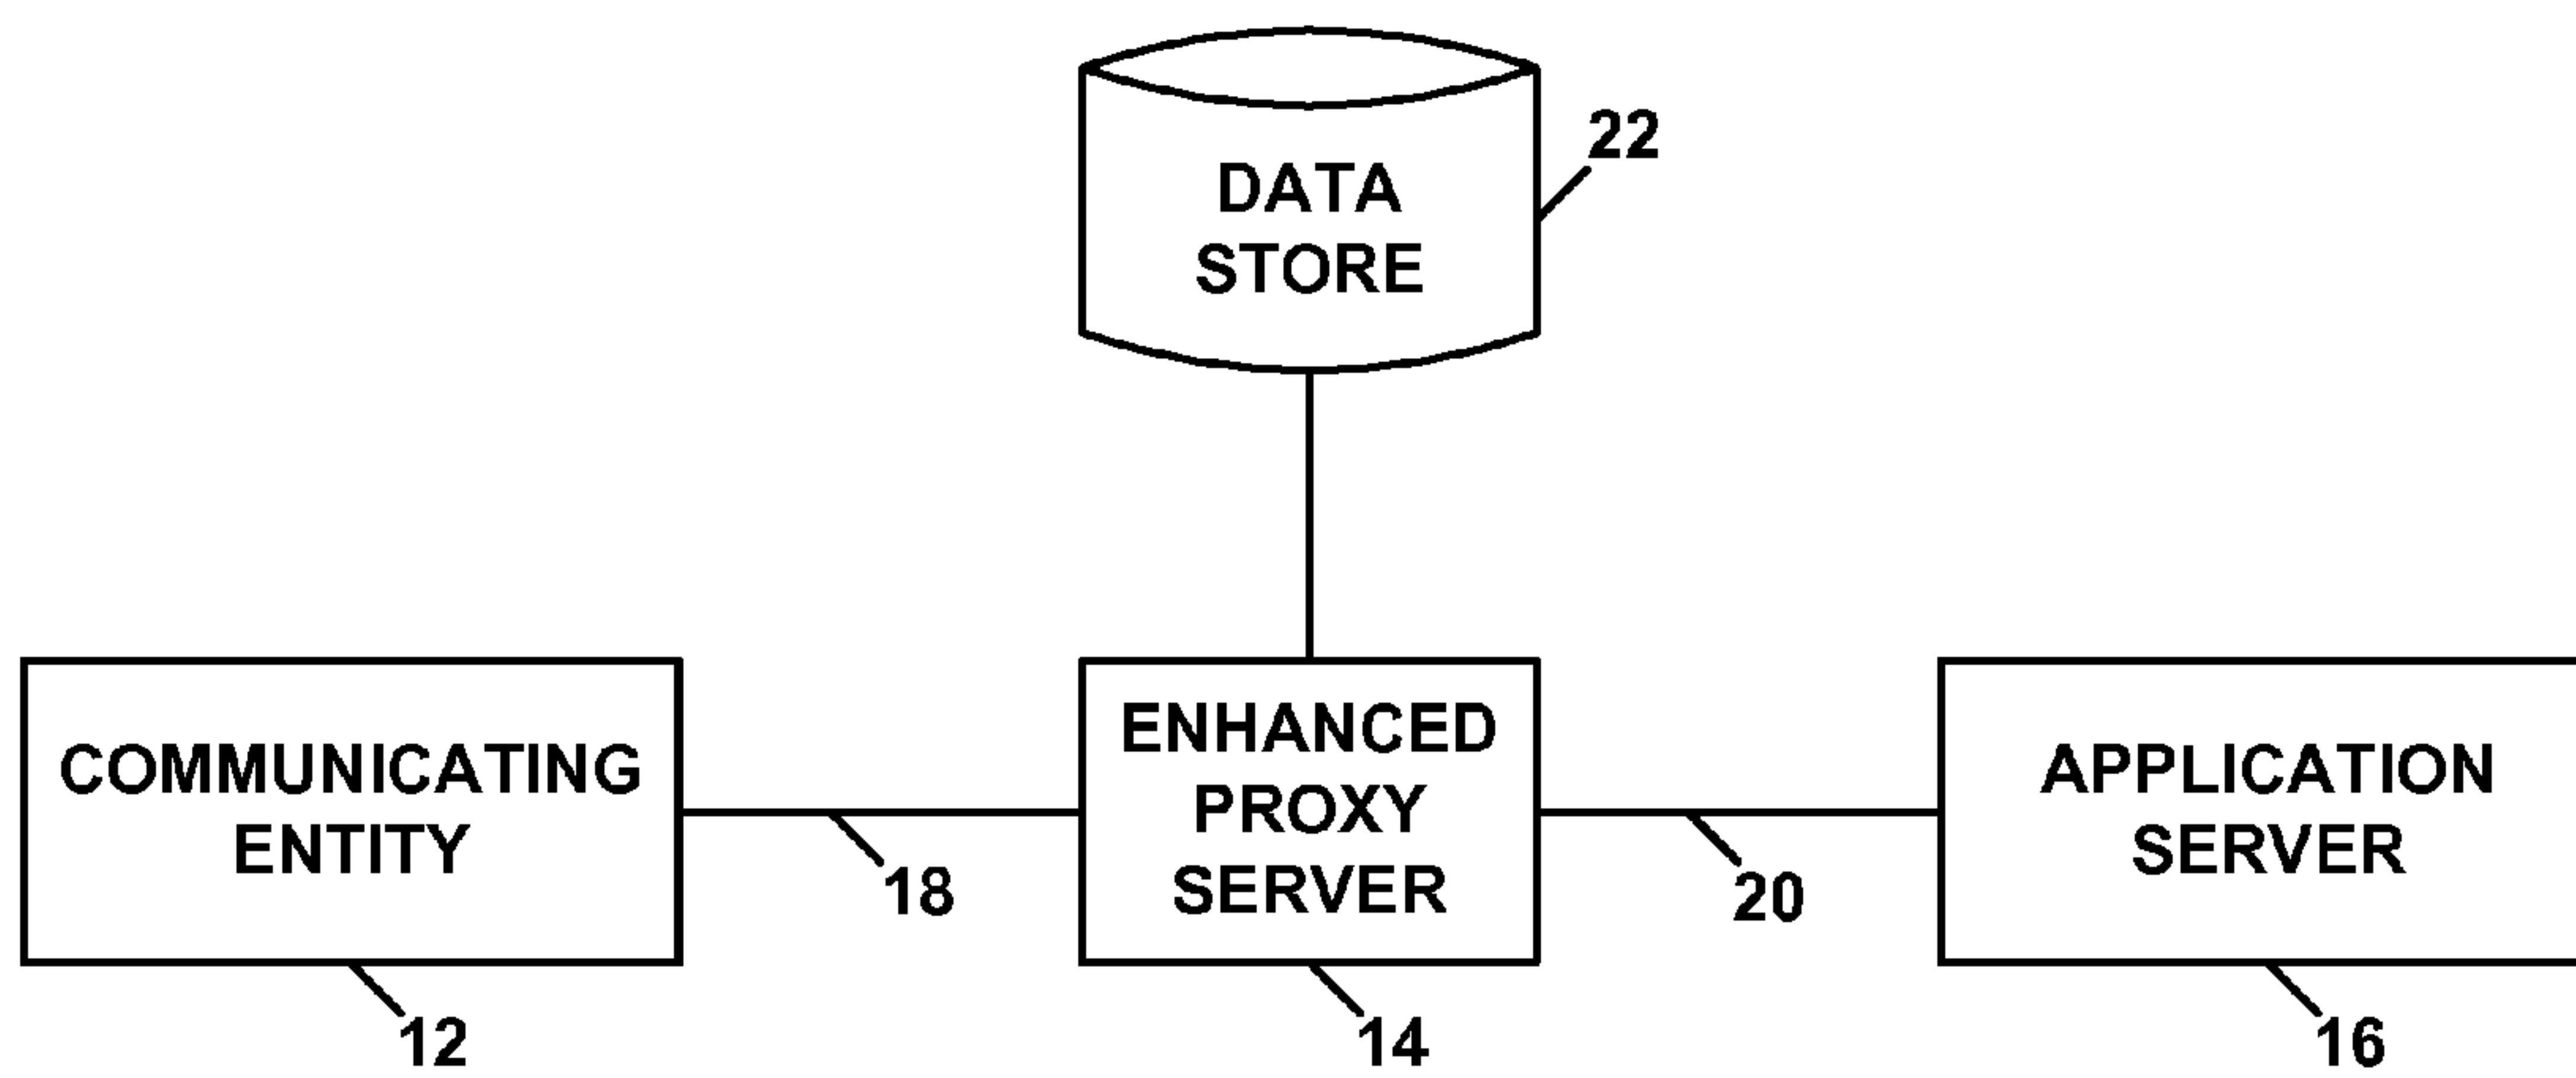 22
DATA
STORE
ENHANCED
PROXY
SERVER
COMMUNICATING
ENTITY
APPLICATION
SERVER
18
20
12
14
16